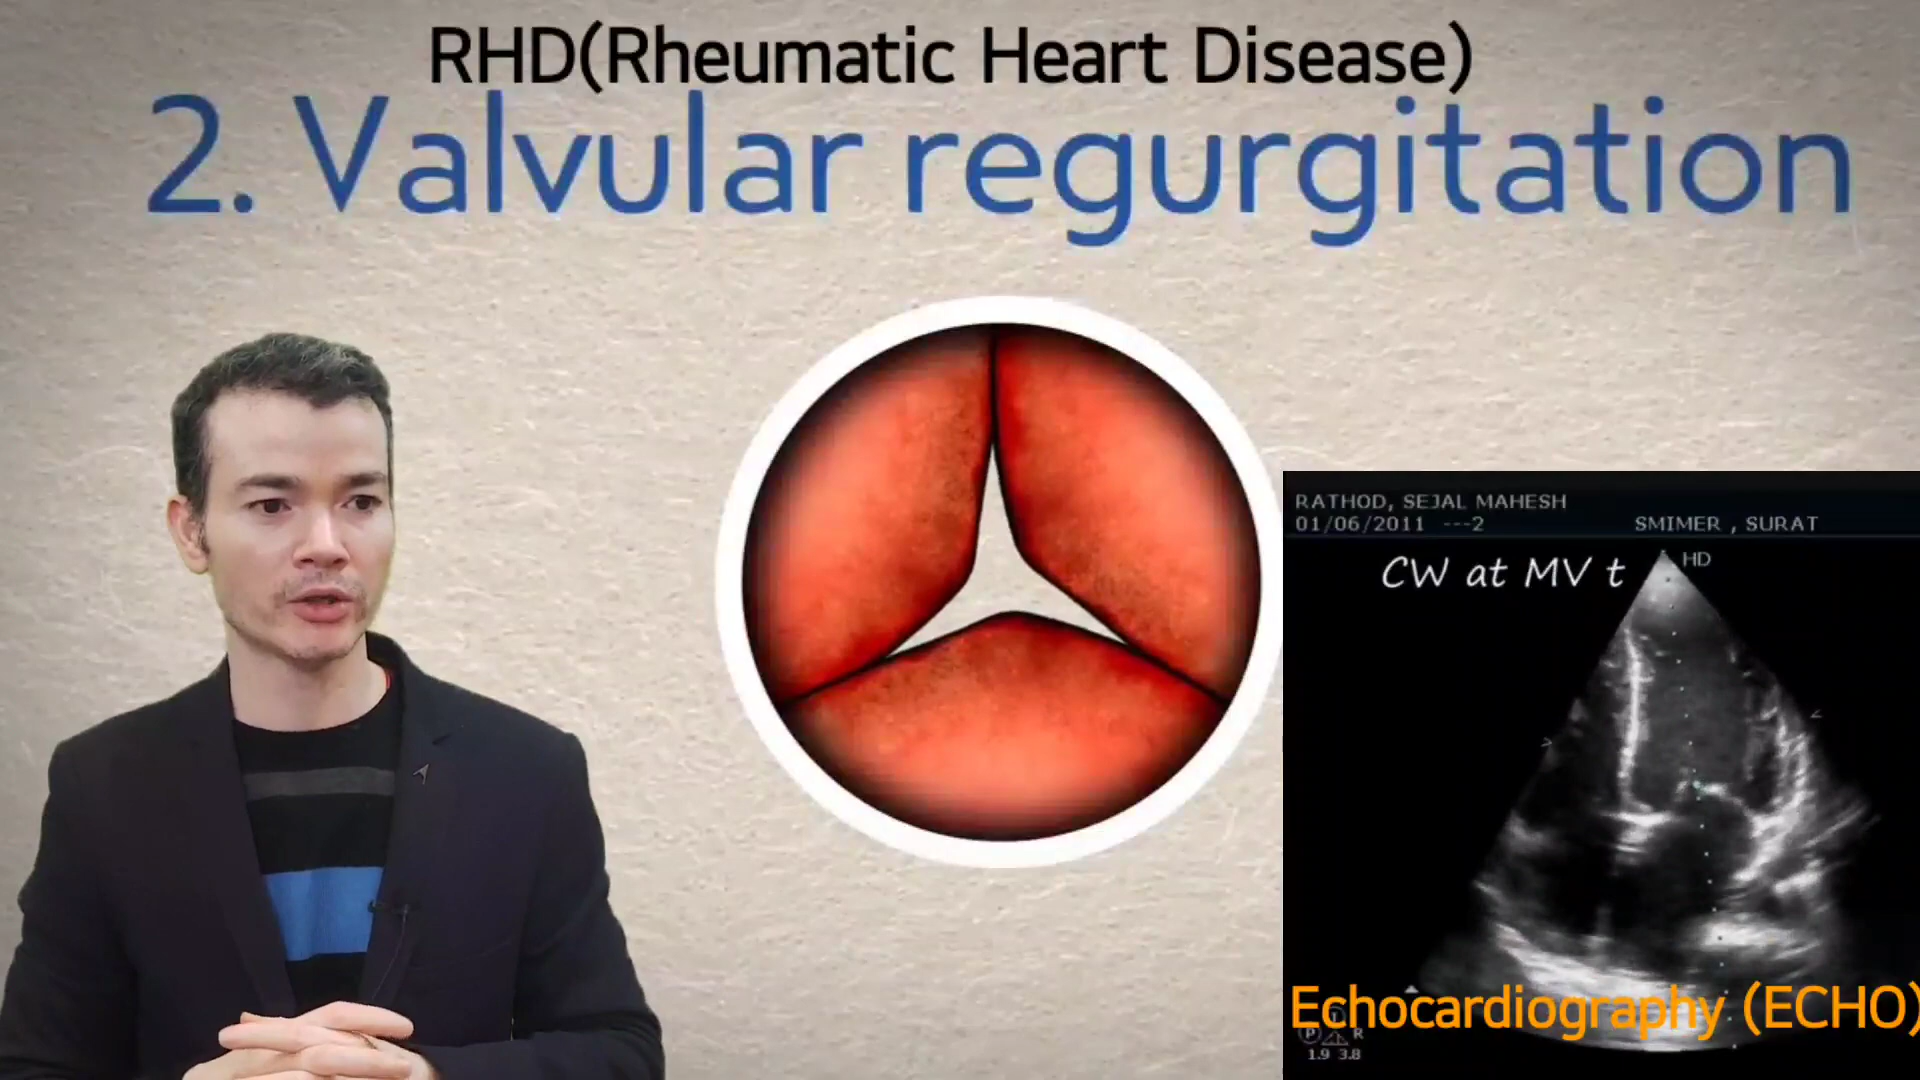 RHD(Rheumatic Heart Disease)
2. Valvular regurgitation
RATHOD, SEJAL MAHESH
01/06/2011 ---2
SMIMER , SURAT
CW at MV t
HD
Echocardiography (ECHO)
P R
1.9 3.8